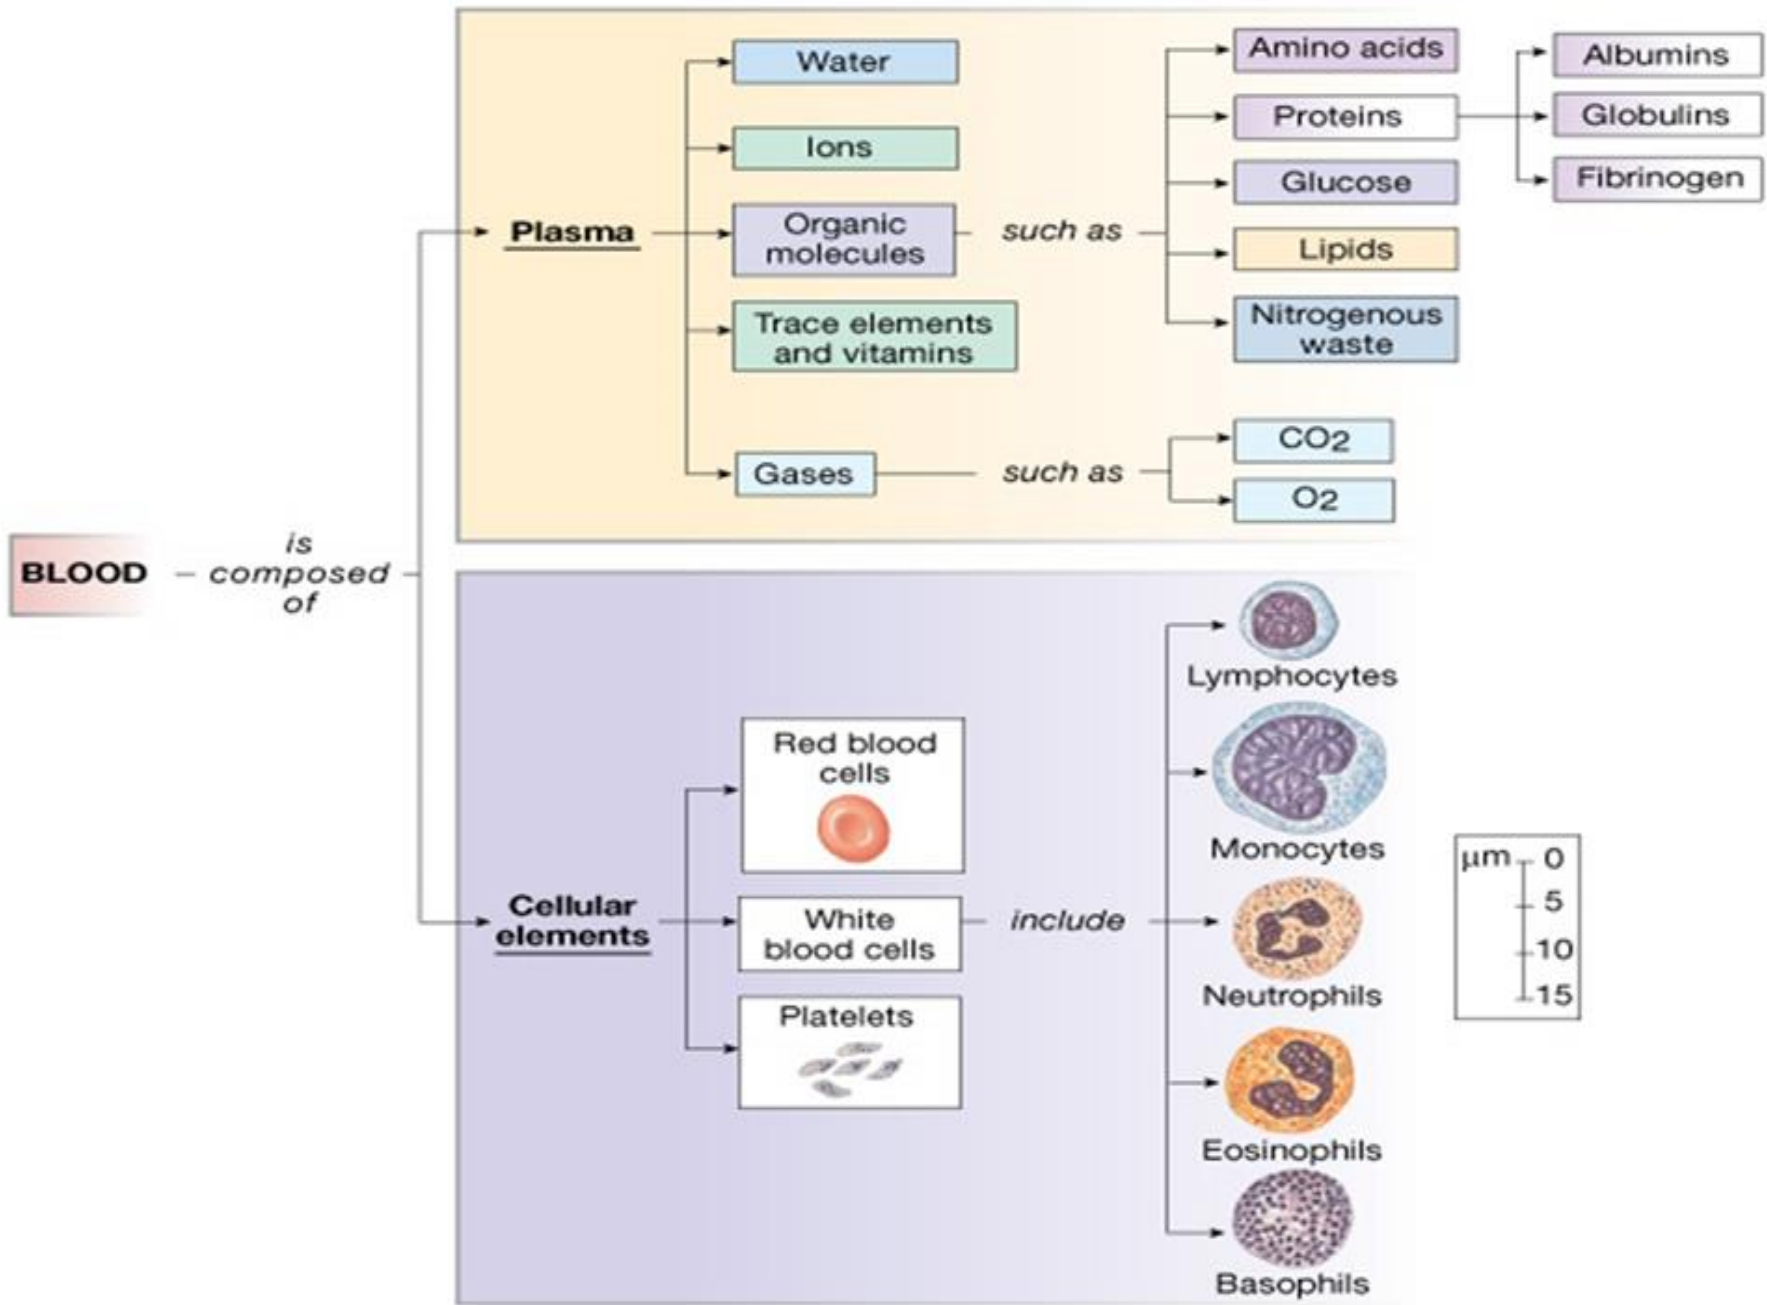 BLOOD
is
composed
of
Plasma
Water
Ions
Organic
molecules
Trace elements
and vitamins
Gases
such as
Amino acids
Proteins
Glucose
Lipids
Nitrogenous
waste
Albumins
Globulins
Fibrinogen
such as
CO2
O2
Cellular
elements
Red blood
cells
White
blood cells
Platelets
include
Lymphocytes
Monocytes
Neutrophils
Eosinophils
Basophils
µm 0
5
10
15